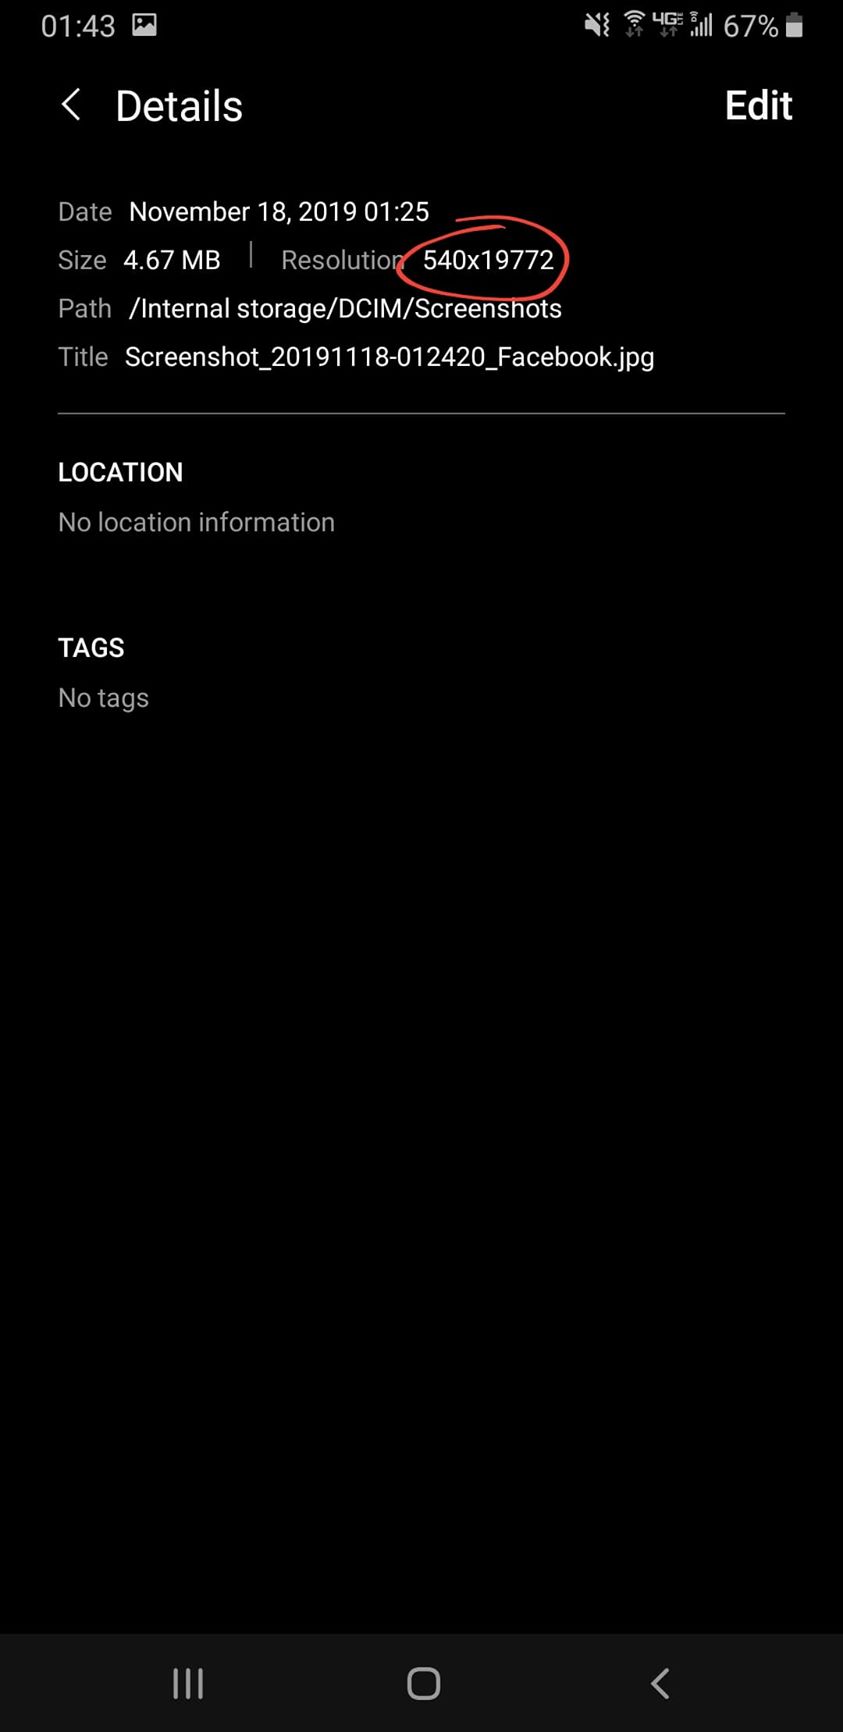 01:43 4G LTE 67%
Details Edit
Date November 18, 2019 01:25
Size 4.67 MB | Resolution 540x19772
Path /Internal storage/DCIM/Screenshots
Title Screenshot_20191118-012420_Facebook.jpg
LOCATION
No location information
TAGS
No tags